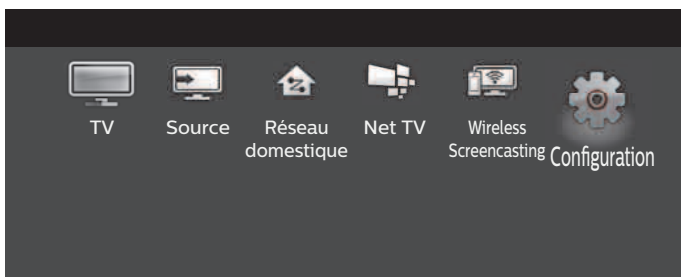 TV
Source
Réseau
domestique
Net TV
Wireless
Screencasting
Configuration